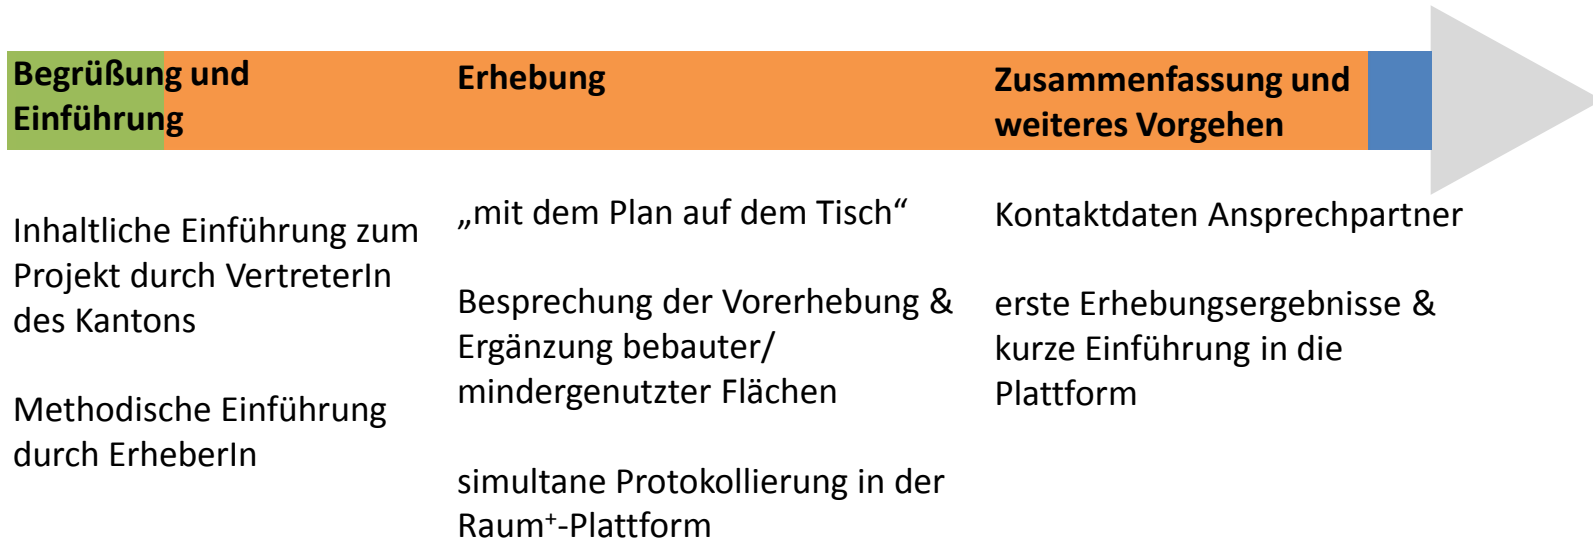 Begrüßung und
Einführung
Erhebung
Zusammenfassung und
weiteres Vorgehen
Inhaltliche Einführung zum
Projekt durch VertreterIn
des Kantons
Methodische Einführung
durch ErheberIn
„mit dem Plan auf dem Tisch“
Besprechung der Vorerhebung &
Ergänzung bebauter/
mindergenutzter Flächen
simultane Protokollierung in der
Raum⁺-Plattform
Kontaktdaten Ansprechpartner
erste Erhebungsergebnisse &
kurze Einführung in die
Plattform